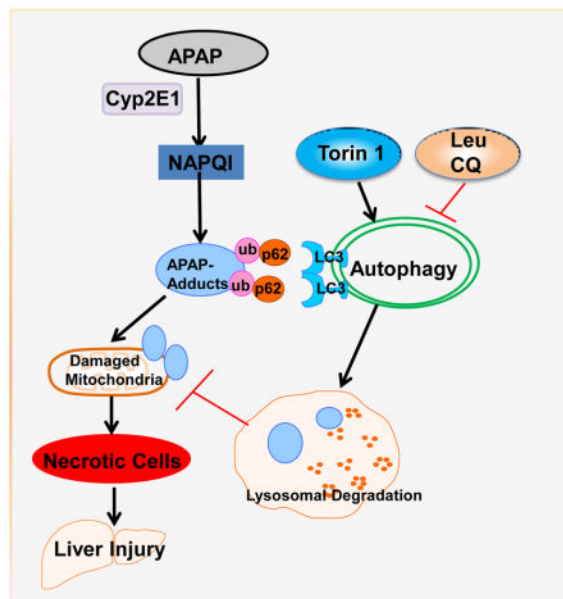 APAP
Cyp2E1
NAPQI
Torin 1
Leu
CQ
APAP-
Adducts
ub
p62
ub
p62
LC3
LC3
Autophagy
Damaged
Mitochondria
Necrotic Cells
Lysosomal Degradation
Liver Injury